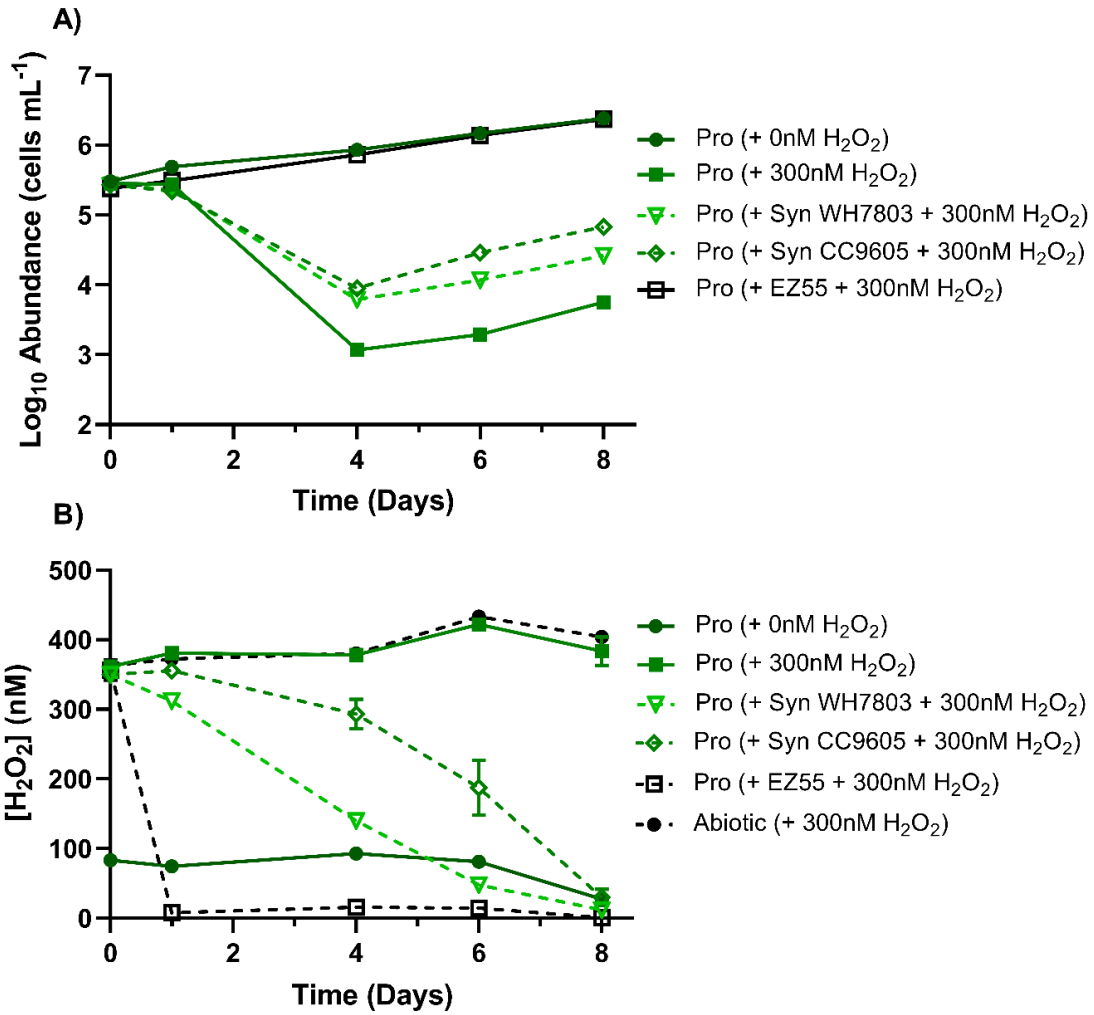 A)
Log₁₀ Abundance (cells mL⁻¹)
7
6
5
4
3
2
0 2 4 6 8
Time (Days)
Pro (+ 0nM H₂O₂)
Pro (+ 300nM H₂O₂)
Pro (+ Syn WH7803 + 300nM H₂O₂)
Pro (+ Syn CC9605 + 300nM H₂O₂)
Pro (+ EZ55 + 300nM H₂O₂)
B)
[H₂O₂] (nM)
500
400
300
200
100
0
0 2 4 6 8
Time (Days)
Pro (+ 0nM H₂O₂)
Pro (+ 300nM H₂O₂)
Pro (+ Syn WH7803 + 300nM H₂O₂)
Pro (+ Syn CC9605 + 300nM H₂O₂)
Pro (+ EZ55 + 300nM H₂O₂)
Abiotic (+ 300nM H₂O₂)